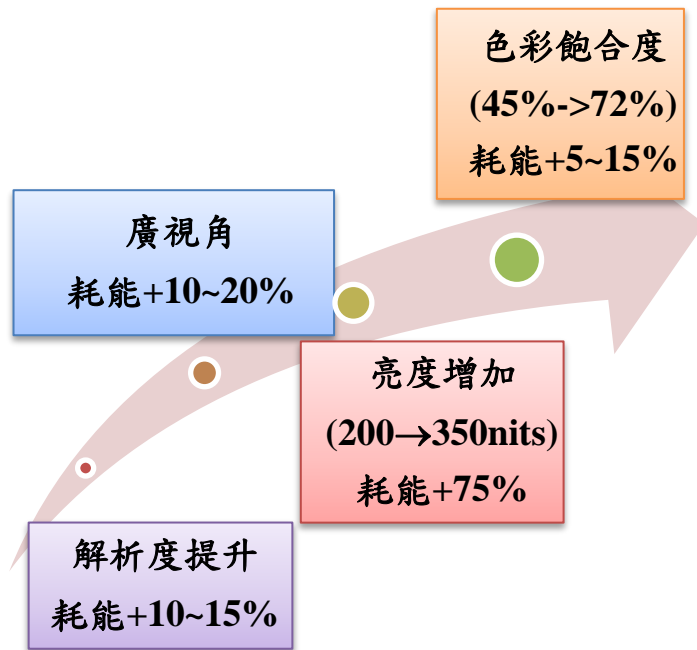 色彩飽合度
(45%->72%)
耗能+5~15%
廣視角
耗能+10~20%
亮度增加
(200→350nits)
耗能+75%
解析度提升
耗能+10~15%